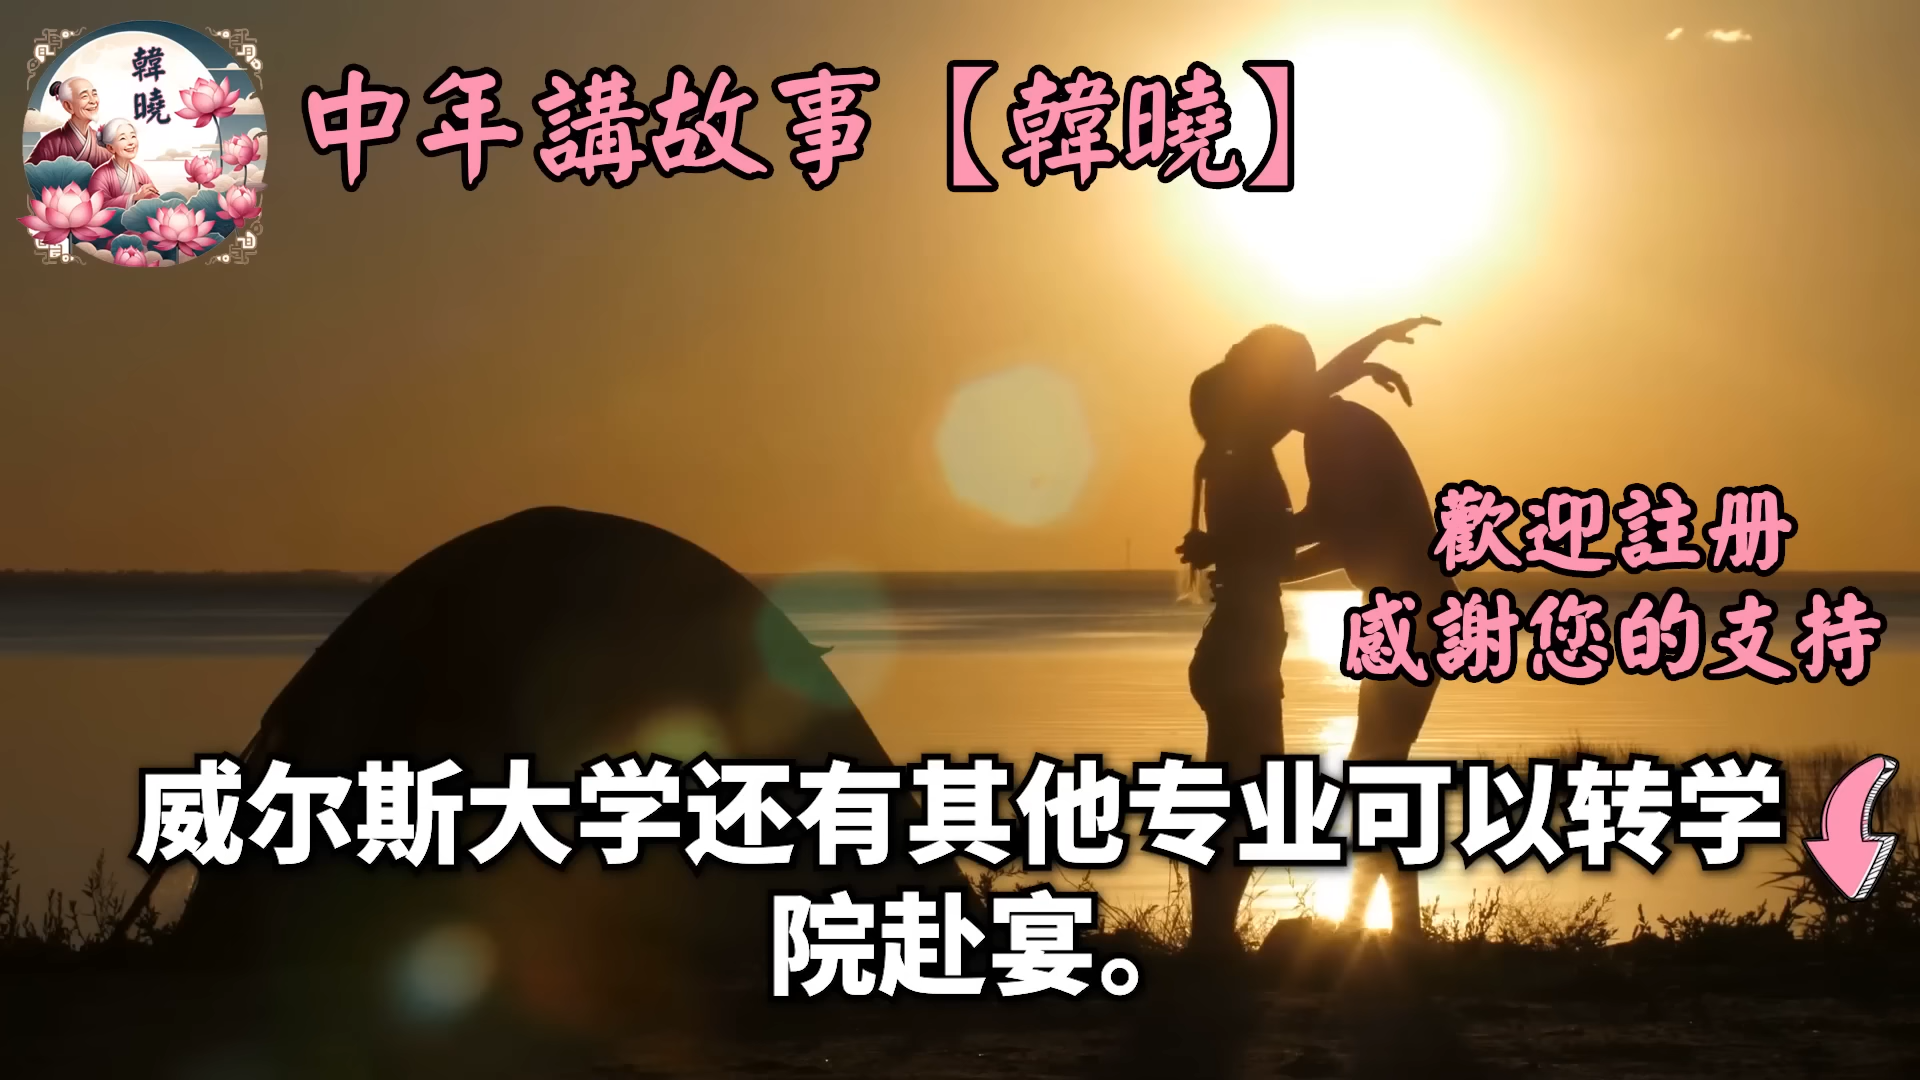 韓
曉
中年講故事【韓曉】
歡迎註册
感謝您的支持
威尔斯大学还有其他专业可以转学
院赴宴。